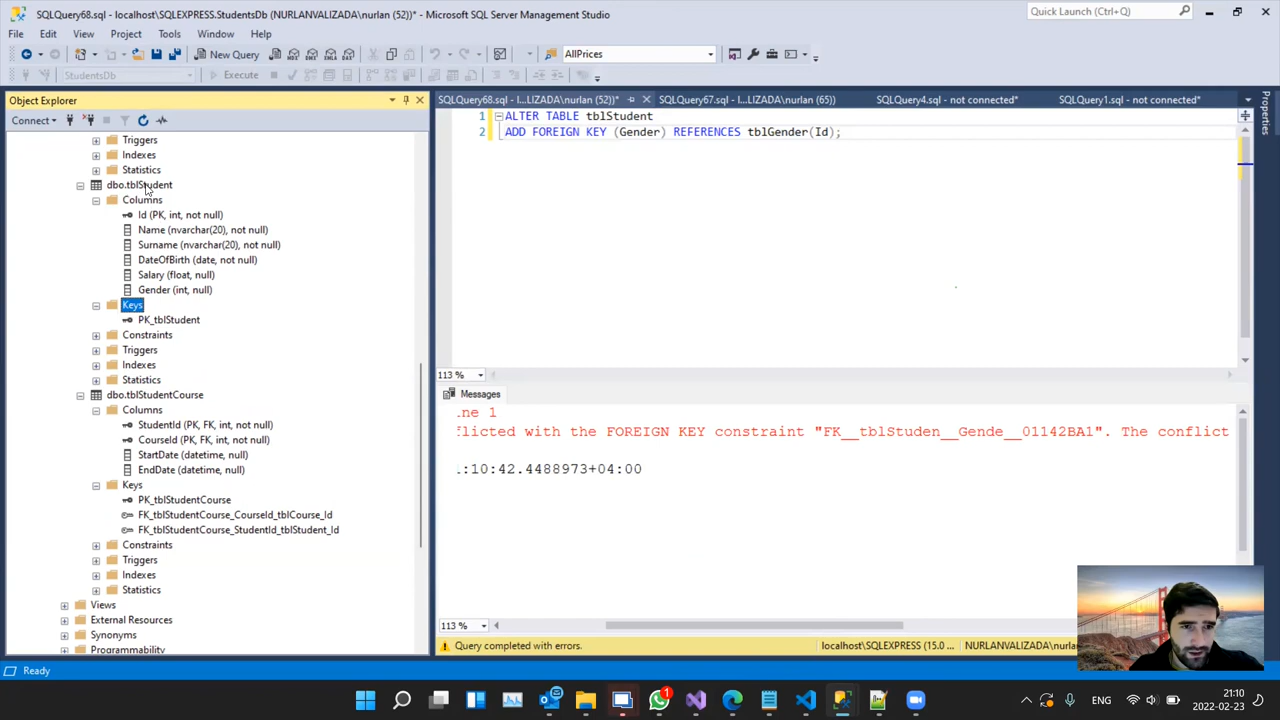 SQLQuery68.sql - localhost\SQLEXPRESS.StudentsDb (NURLANVALIZADA\nurlan (52))* - Microsoft SQL Server Management Studio
Quick Launch (Ctrl+Q)
File Edit View Project Tools Window Help
New Query
AllPrices
StudentsDb
Execute
Object Explorer
SQLQuery68.sql - l...LIZADA\nurlan (52))*
SQLQuery67.sql - l...LIZADA\nurlan (65))
SQLQuery4.sql - not connected*
SQLQuery1.sql - not connected*
Properties
Connect
1 ALTER TABLE tblStudent
2 ADD FOREIGN KEY (Gender) REFERENCES tblGender(Id);
Triggers
Indexes
Statistics
dbo.tblStudent
Columns
Id (PK, int, not null)
Name (nvarchar(20), not null)
Surname (nvarchar(20), not null)
DateOfBirth (date, not null)
Salary (float, null)
Gender (int, null)
Keys
PK_tblStudent
Constraints
Triggers
Indexes
Statistics
dbo.tblStudentCourse
Columns
StudentId (PK, FK, int, not null)
CourseId (PK, FK, int, not null)
StartDate (datetime, null)
EndDate (datetime, null)
Keys
PK_tblStudentCourse
FK_tblStudentCourse_CourseId_tblCourse_Id
FK_tblStudentCourse_StudentId_tblStudent_Id
Constraints
Triggers
Indexes
Statistics
Views
External Resources
Synonyms
Programmability
113 %
Messages
ne 1
flicted with the FOREIGN KEY constraint "FK__tblStuden__Gende__01142BA1". The conflict
:10:42.4488973+04:00
113 %
Query completed with errors.
localhost\SQLEXPRESS (15.0 ...
NURLANVALIZADA\nurlan
Ready
1
ENG
21:10
2022-02-23